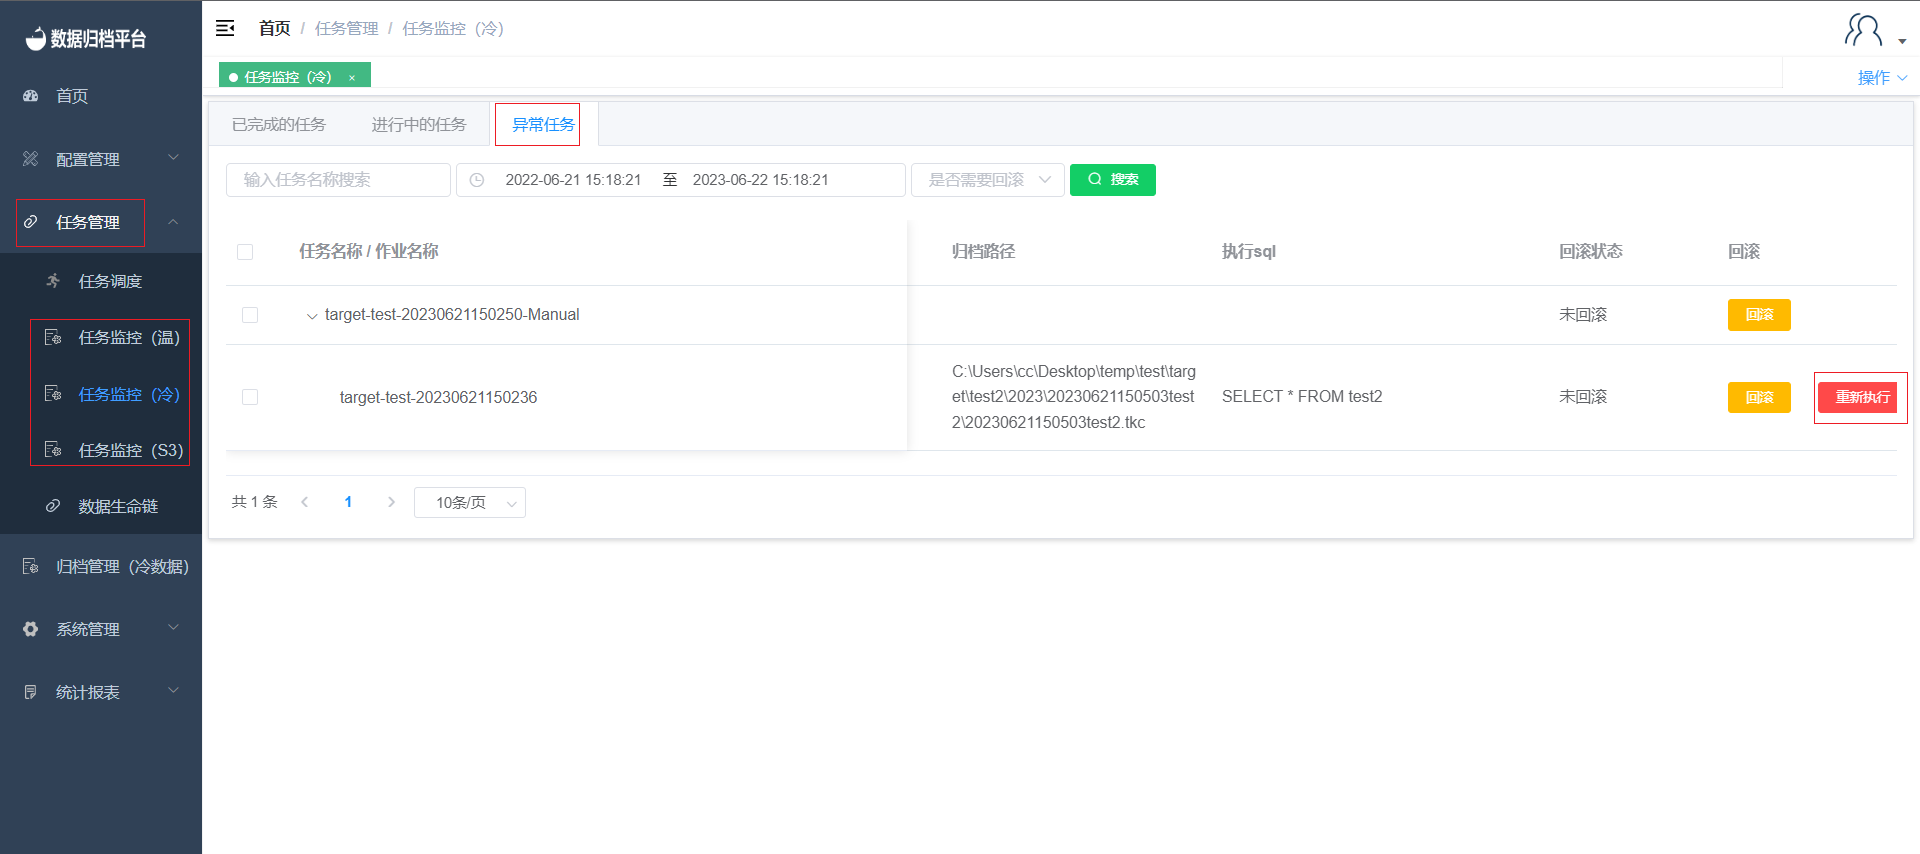 数据归档平台
首页
配置管理
任务管理
任务调度
任务监控（温）
任务监控（冷）
任务监控（S3）
数据生命链
归档管理（冷数据）
系统管理
统计报表
首页 / 任务管理 / 任务监控（冷）
任务监控（冷） ×
操作
已完成的任务 进行中的任务 异常任务
输入任务名称搜索 2022-06-21 15:18:21 至 2023-06-22 15:18:21 是否需要回滚 搜索
任务名称 / 作业名称 归档路径 执行sql 回滚状态 回滚
target-test-20230621150250-Manual 未回滚 回滚
C:\Users\cc\Desktop\temp\test\targ
target-test-20230621150236 et\test2\2023\20230621150503test SELECT * FROM test2 未回滚 回滚 重新执行
2\20230621150503test2.tkc
共 1 条 1 10条/页